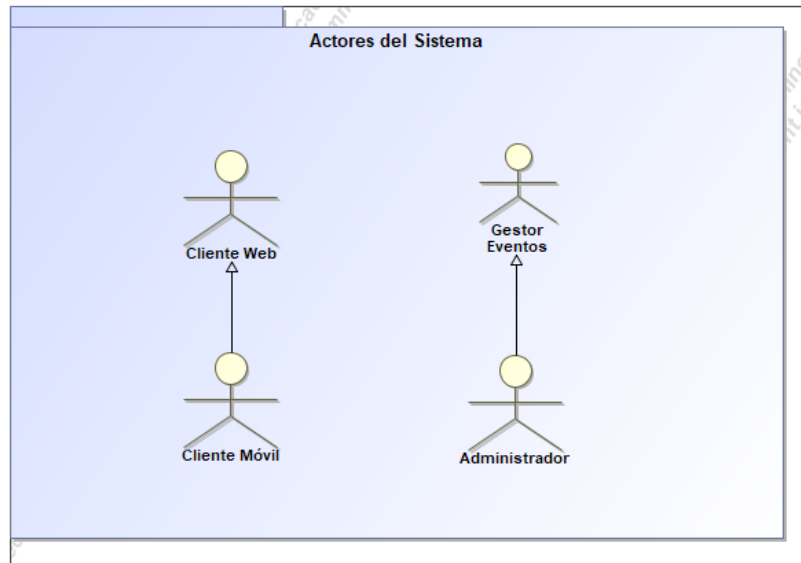 Actores del Sistema
Cliente Web
Gestor
Eventos
Cliente Móvil
Administrador